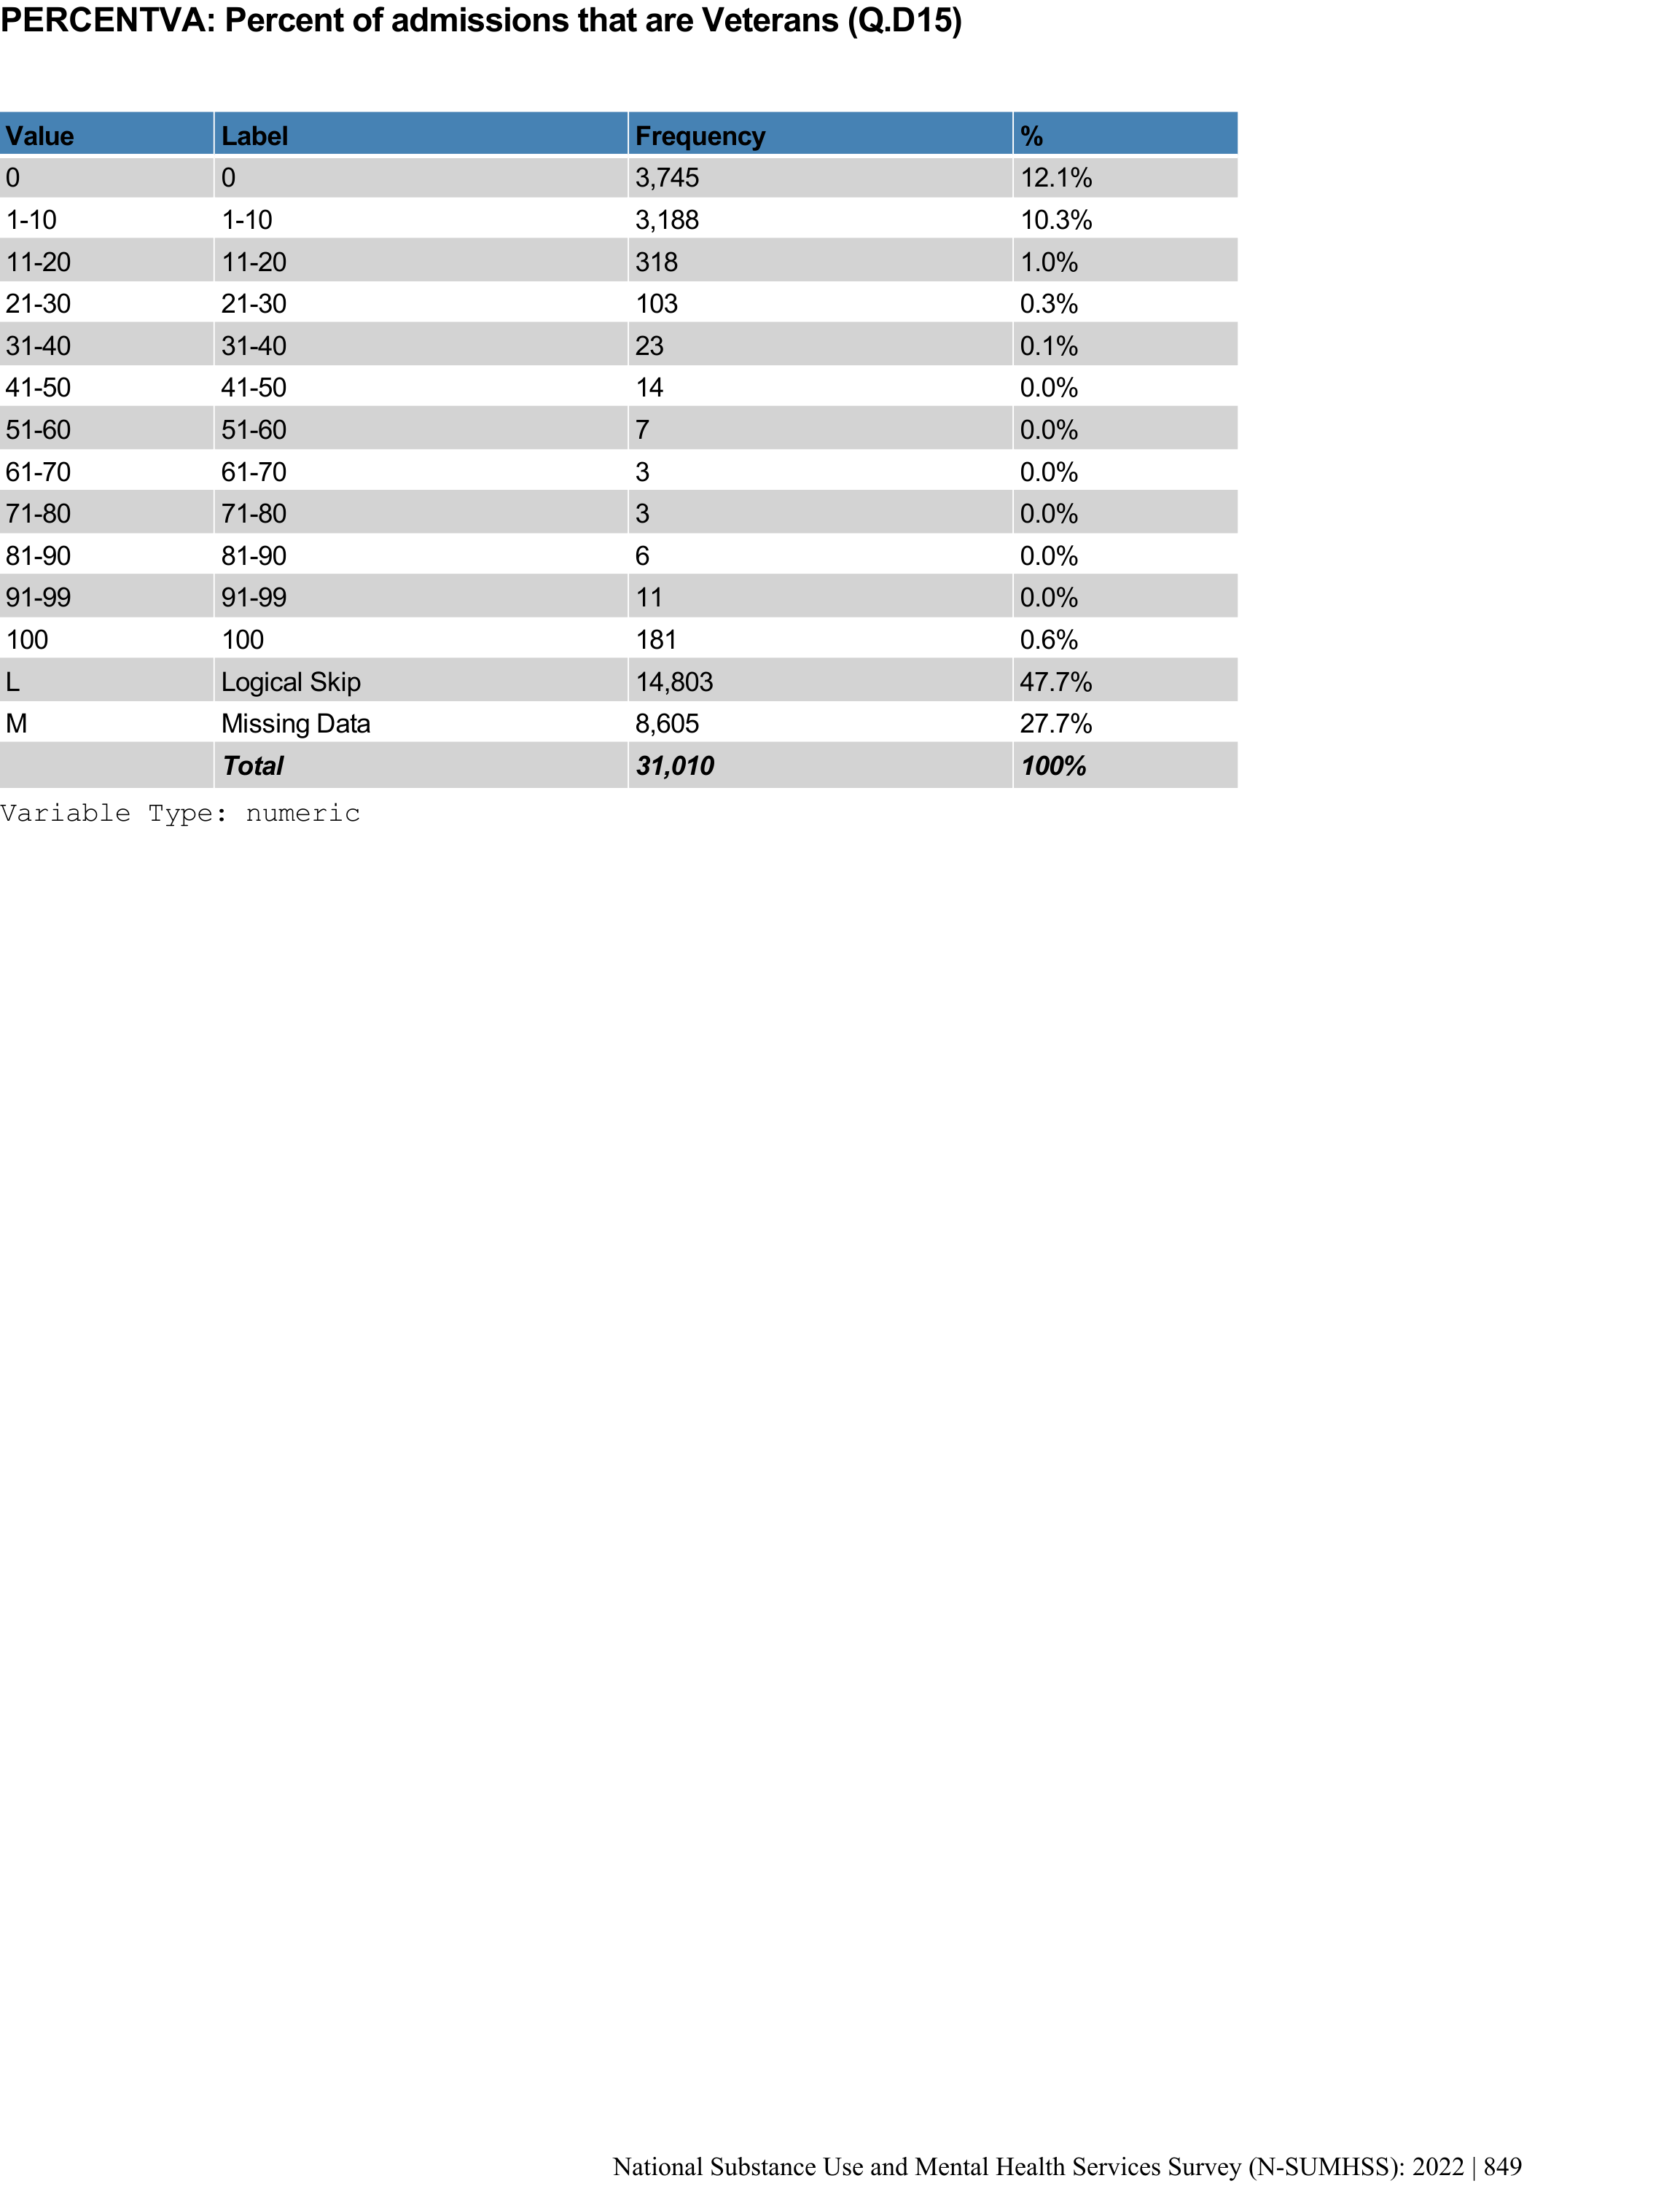 PERCENTVA: Percent of admissions that are Veterans (Q.D15)
Value Label Frequency %
0 0 3,745 12.1%
1-10 1-10 3,188 10.3%
11-20 11-20 318 1.0%
21-30 21-30 103 0.3%
31-40 31-40 23 0.1%
41-50 41-50 14 0.0%
51-60 51-60 7 0.0%
61-70 61-70 3 0.0%
71-80 71-80 3 0.0%
81-90 81-90 6 0.0%
91-99 91-99 11 0.0%
100 100 181 0.6%
L Logical Skip 14,803 47.7%
M Missing Data 8,605 27.7%
Total 31,010 100%
Variable Type: numeric
National Substance Use and Mental Health Services Survey (N-SUMHSS): 2022 | 849